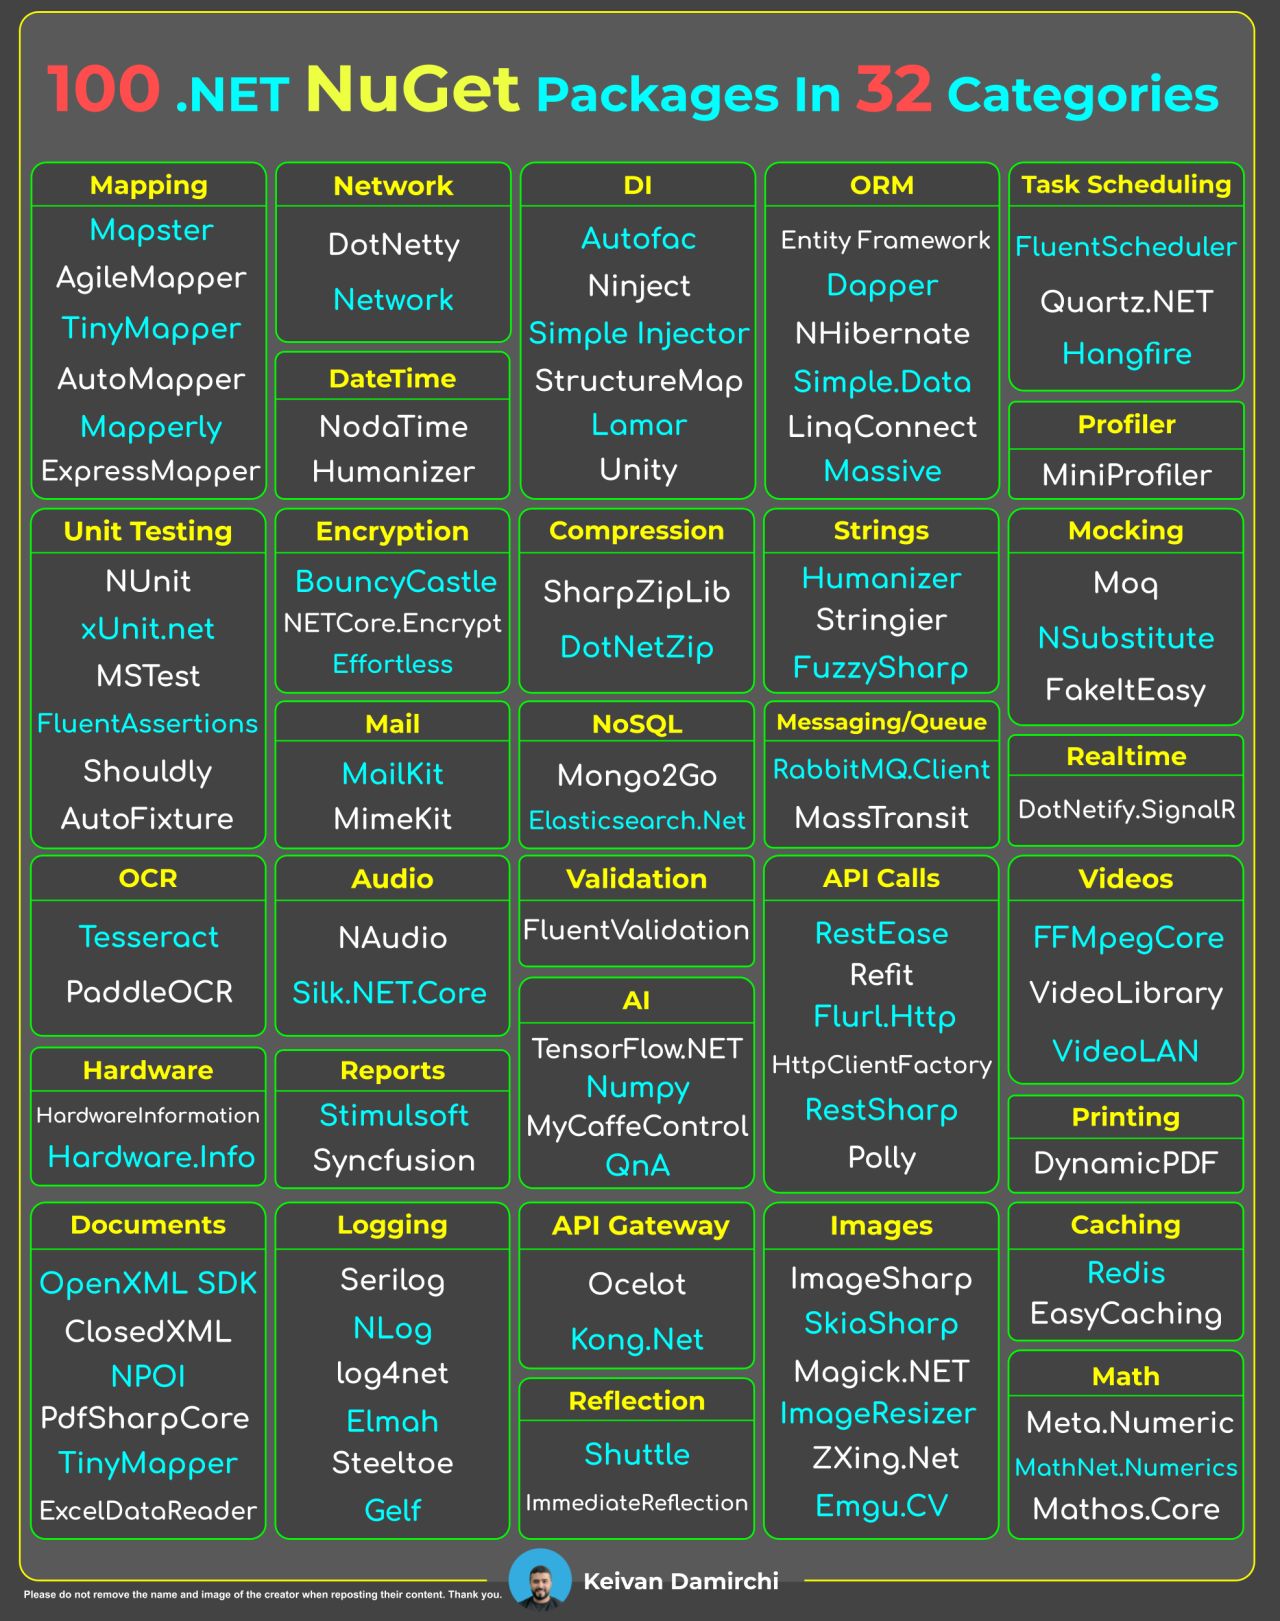 100 .NET NuGet Packages In 32 Categories
Mapping
Mapster
AgileMapper
TinyMapper
AutoMapper
Mapperly
ExpressMapper
Network
DotNetty
Network
DateTime
NodaTime
Humanizer
DI
Autofac
Ninject
Simple Injector
StructureMap
Lamar
Unity
ORM
Entity Framework
Dapper
NHibernate
Simple.Data
LinqConnect
Massive
Task Scheduling
FluentScheduler
Quartz.NET
Hangfire
Profiler
MiniProfiler
Unit Testing
NUnit
xUnit.net
MSTest
FluentAssertions
Shouldly
AutoFixture
Encryption
BouncyCastle
NETCore.Encrypt
Effortless
Mail
MailKit
MimeKit
Compression
SharpZipLib
DotNetZip
NoSQL
Mongo2Go
Elasticsearch.Net
Strings
Humanizer
Stringier
FuzzySharp
Messaging/Queue
RabbitMQ.Client
MassTransit
Mocking
Moq
NSubstitute
FakeItEasy
Realtime
DotNetify.SignalR
OCR
Tesseract
PaddleOCR
Hardware
HardwareInformation
Hardware.Info
Audio
NAudio
Silk.NET.Core
Reports
Stimulsoft
Syncfusion
Validation
FluentValidation
AI
TensorFlow.NET
Numpy
MyCaffeControl
QnA
API Calls
RestEase
Refit
Flurl.Http
HttpClientFactory
RestSharp
Polly
Videos
FFMpegCore
VideoLibrary
VideoLAN
Printing
DynamicPDF
Documents
OpenXML SDK
ClosedXML
NPOI
PdfSharpCore
TinyMapper
ExcelDataReader
Logging
Serilog
NLog
log4net
Elmah
Steeltoe
Gelf
API Gateway
Ocelot
Kong.Net
Reflection
Shuttle
ImmediateReflection
Images
ImageSharp
SkiaSharp
Magick.NET
ImageResizer
ZXing.Net
Emgu.CV
Caching
Redis
EasyCaching
Math
Meta.Numeric
MathNet.Numerics
Mathos.Core
Please do not remove the name and image of the creator when reposting their content. Thank you.
Keivan Damirchi